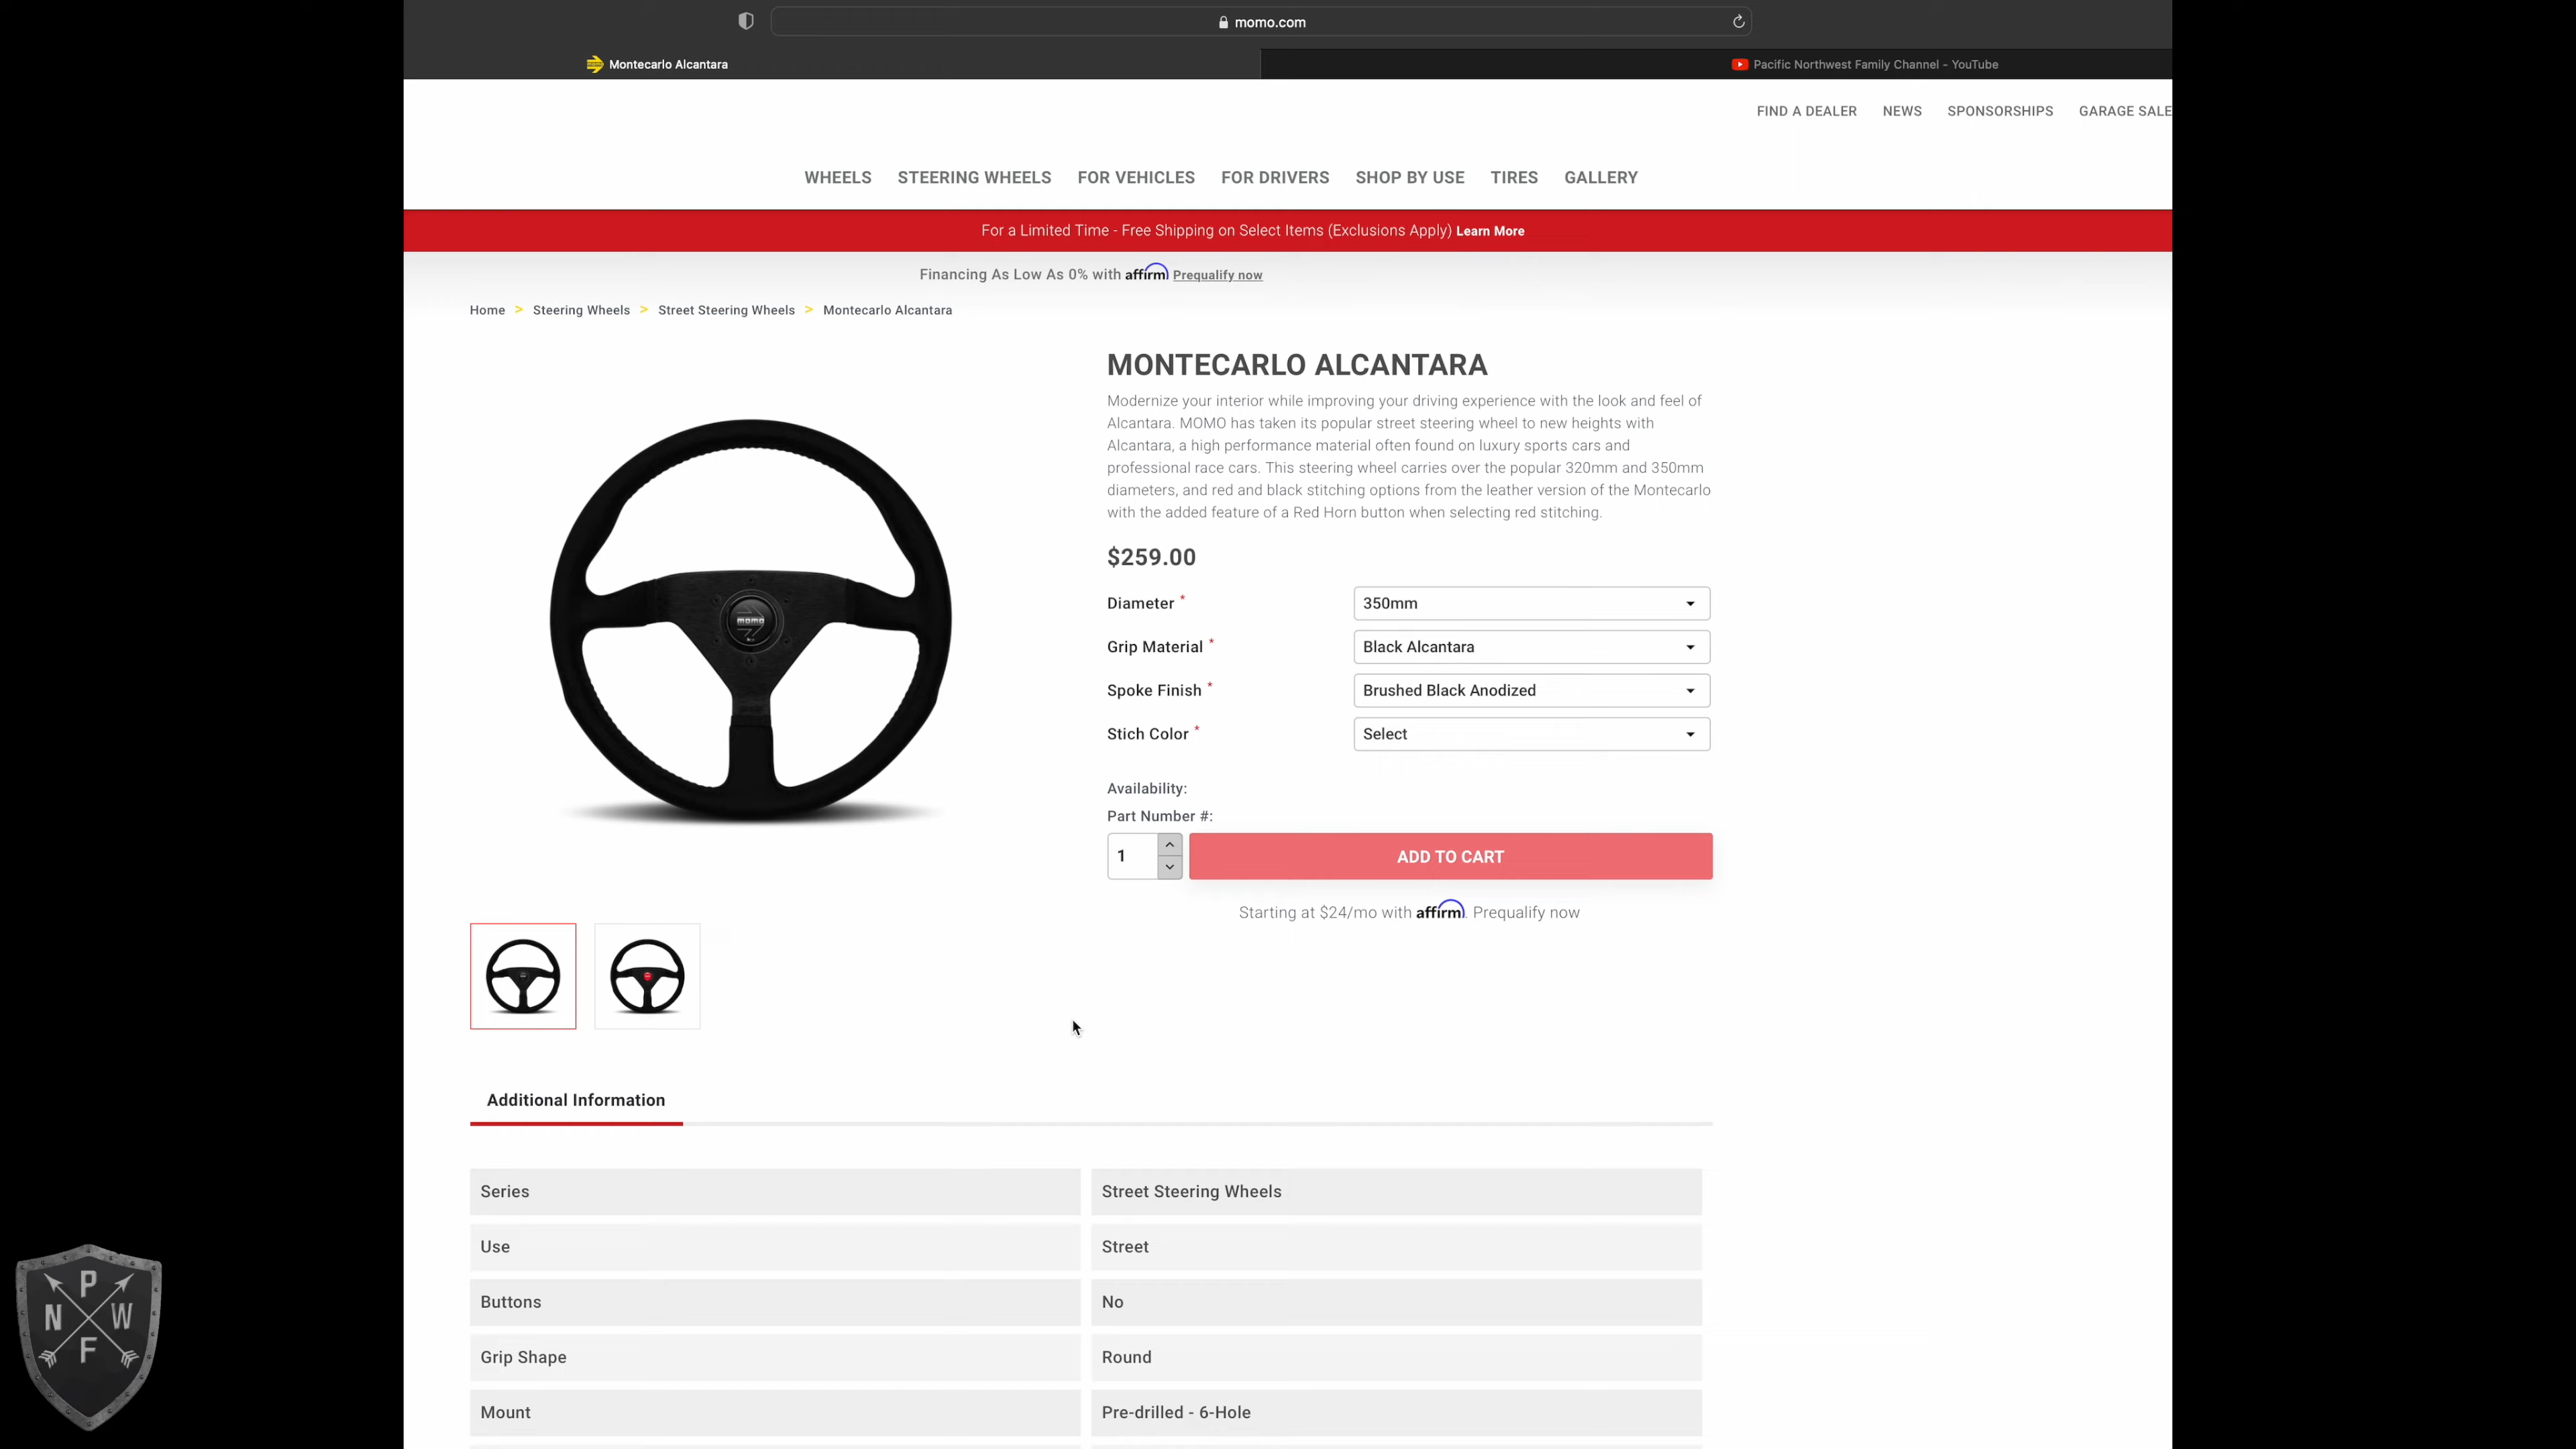 momo.com
Montecarlo Alcantara
Pacific Northwest Family Channel - YouTube
FIND A DEALER NEWS SPONSORSHIPS GARAGE SALE
WHEELS STEERING WHEELS FOR VEHICLES FOR DRIVERS SHOP BY USE TIRES GALLERY
For a Limited Time - Free Shipping on Select Items (Exclusions Apply) Learn More
Financing As Low As 0% with affirm Prequalify now
Home > Steering Wheels > Street Steering Wheels > Montecarlo Alcantara
MONTECARLO ALCANTARA
Modernize your interior while improving your driving experience with the look and feel of
Alcantara. MOMO has taken its popular street steering wheel to new heights with
Alcantara, a high performance material often found on luxury sports cars and
professional race cars. This steering wheel carries over the popular 320mm and 350mm
diameters, and red and black stitching options from the leather version of the Montecarlo
with the added feature of a Red Horn button when selecting red stitching.
$259.00
Diameter * 350mm
Grip Material * Black Alcantara
Spoke Finish * Brushed Black Anodized
Stich Color * Select
momo
Availability:
Part Number #:
1 ADD TO CART
Starting at $24/mo with affirm. Prequalify now
Additional Information
Series Street Steering Wheels
Use Street
Buttons No
Grip Shape Round
Mount Pre-drilled - 6-Hole
P
N W
F